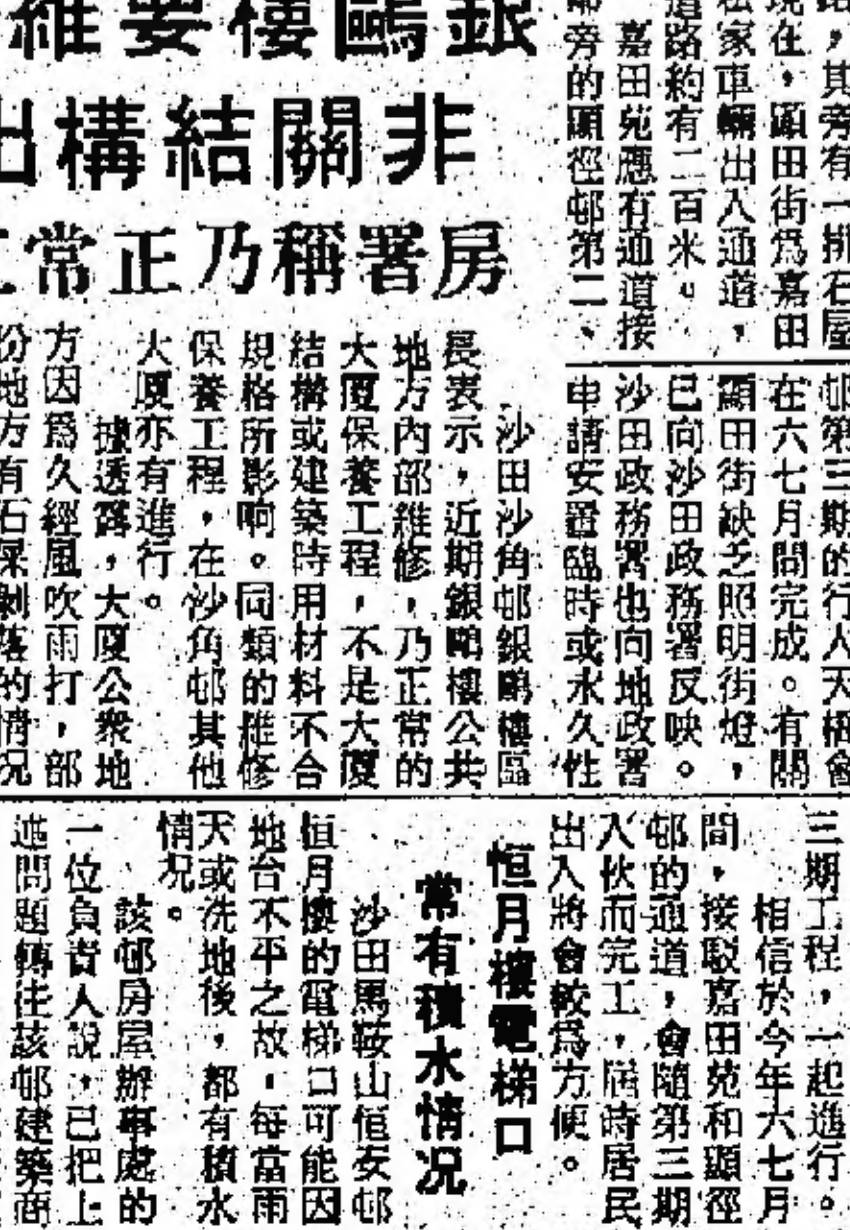 銀鷗樓要維
非關結構出
房署稱乃正常工
沙田沙角邨銀鷗樓區
長表示，近期銀鷗樓公共
地方內部維修，乃正常的
大廈保養工程，不是大廈
結構或建築時用材料不合
規格所影响。同類的維修
保養工程，在沙角邨其他
大廈亦有進行。
據透露，大廈公衆地
方因爲久經風吹雨打，部
份地方有石屎剝落的情況
路，其旁有一排石屋
現在，顯田街爲嘉田
私家車輛出入通道，
道路約有二百米。
嘉田苑應有通道接
邨旁的顯徑邨第二、
邨第三期的行人天橋會
在六七月間完成。有關
顯田街缺乏照明街燈，
已向沙田政務署反映。
沙田政務署也向地政署
申請安置臨時或永久性
三期工程，一起進行。
相信於今年六七月
間，接駁嘉田苑和顯徑
邨的通道，會隨第三期
入伙而完工，屆時居民
出入將會較爲方便。
恒月樓電梯口
常有積水情況
沙田馬鞍山恒安邨
恒月樓的電梯口可能因
地台不平之故，每當雨
天或洗地後，都有積水
情况。
該邨房屋辦事處的
一位負責人說，已把上
述問題轉往該邨建築商